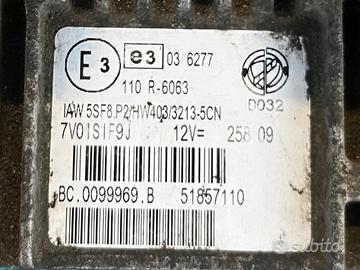 E3 e3 03 6277
110 R-6063
D032
IAW 5SF8.P2/HW403/3213-5CN
7V01S1F9J 12V= 258 09
BC.0099969.B 51857110
subito